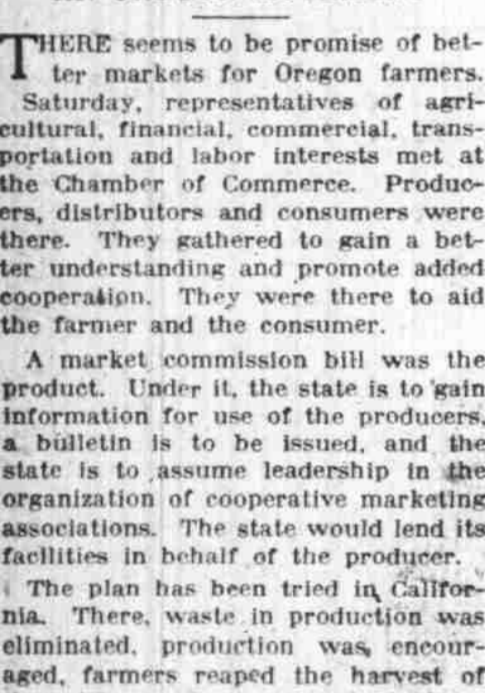 THERE seems to be promise of bet-
ter markets for Oregon farmers.
Saturday, representatives of agri-
cultural, financial, commercial, trans-
portation and labor interests met at
the Chamber of Commerce. Produc-
ers, distributors and consumers were
there. They gathered to gain a bet-
ter understanding and promote added
cooperation. They were there to aid
the farmer and the consumer.
A market commission bill was the
product. Under it, the state is to gain
information for use of the producers,
a bulletin is to be issued, and the
state is to assume leadership in the
organization of cooperative marketing
associations. The state would lend its
facilities in behalf of the producer.
The plan has been tried in Califor-
nia. There, waste in production was
eliminated, production was encour-
aged, farmers reaped the harvest of